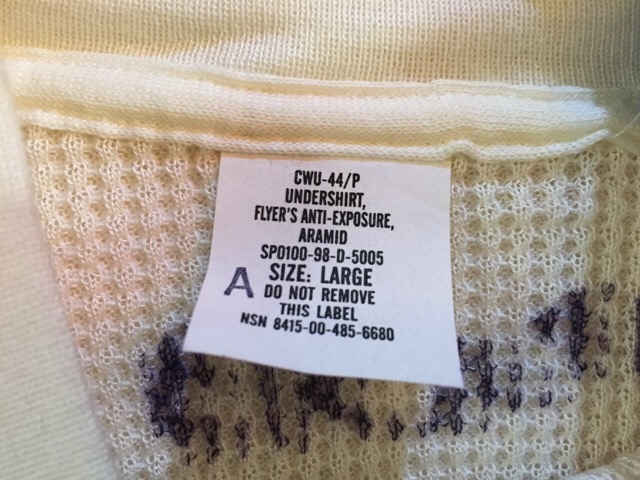 CWU-44/P
UNDERSHIRT,
FLYER'S ANTI-EXPOSURE,
ARAMID
SPO100-98-D-5005
SIZE: LARGE
A DO NOT REMOVE
THIS LABEL
NSN 8415-00-485-6680